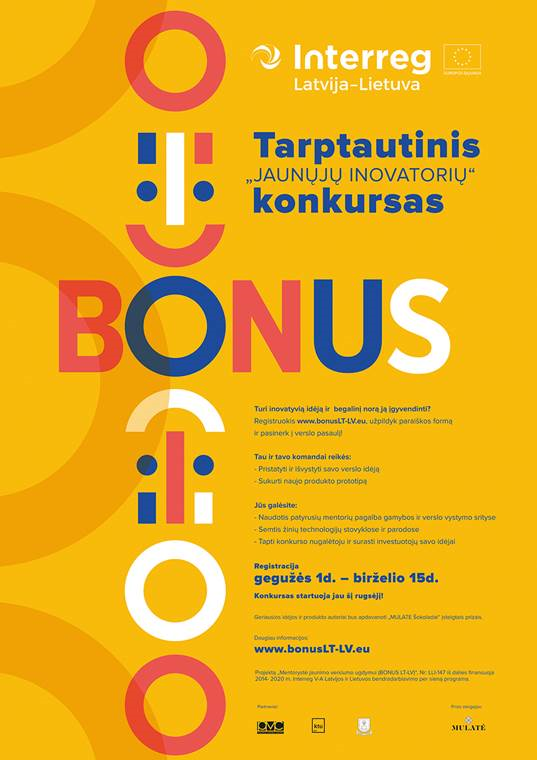 Interreg
Latvija–Lietuva
EUROPOS SĄJUNGA
Tarptautinis
„JAUNŲJŲ INOVATORIŲ“
konkursas
BONUS
Turi inovatyvią idėją ir begalinį norą ją įgyvendinti?
Registruokis www.bonusLT-LV.eu, užpildyk paraiškos formą
ir pasinerk į verslo pasaulį!
Tau ir tavo komandai reikės:
- Pristatyti ir išvystyti savo verslo idėją
- Sukurti naujo produkto prototipą
Jūs galėsite:
- Naudotis patyrusių mentorių pagalba gamybos ir verslo vystymo srityse
- Semtis žinių technologijų stovyklose ir parodose
- Tapti konkurso nugalėtoju ir surasti investuotojų savo idėjai
Registracija
gegužės 1d. – birželio 15d.
Konkursas startuoja jau šį rugsėjį!
Geriausios idėjos ir produkto autoriai bus apdovanoti „MULATE Šokoladai“ įsteigtais prizais.
Daugiau informacijos:
www.bonusLT-LV.eu
Projektą „Mentorystė jaunimo verslumo ugdymui (BONUS LT-LV)“, Nr. LLI-147 iš dalies finansuoja
2014- 2020 m. Interreg V-A Latvijos ir Lietuvos bendradarbiavimo per sieną programa.
Partneriai:
Prizo steigėjas:
ktu
MULATĖ